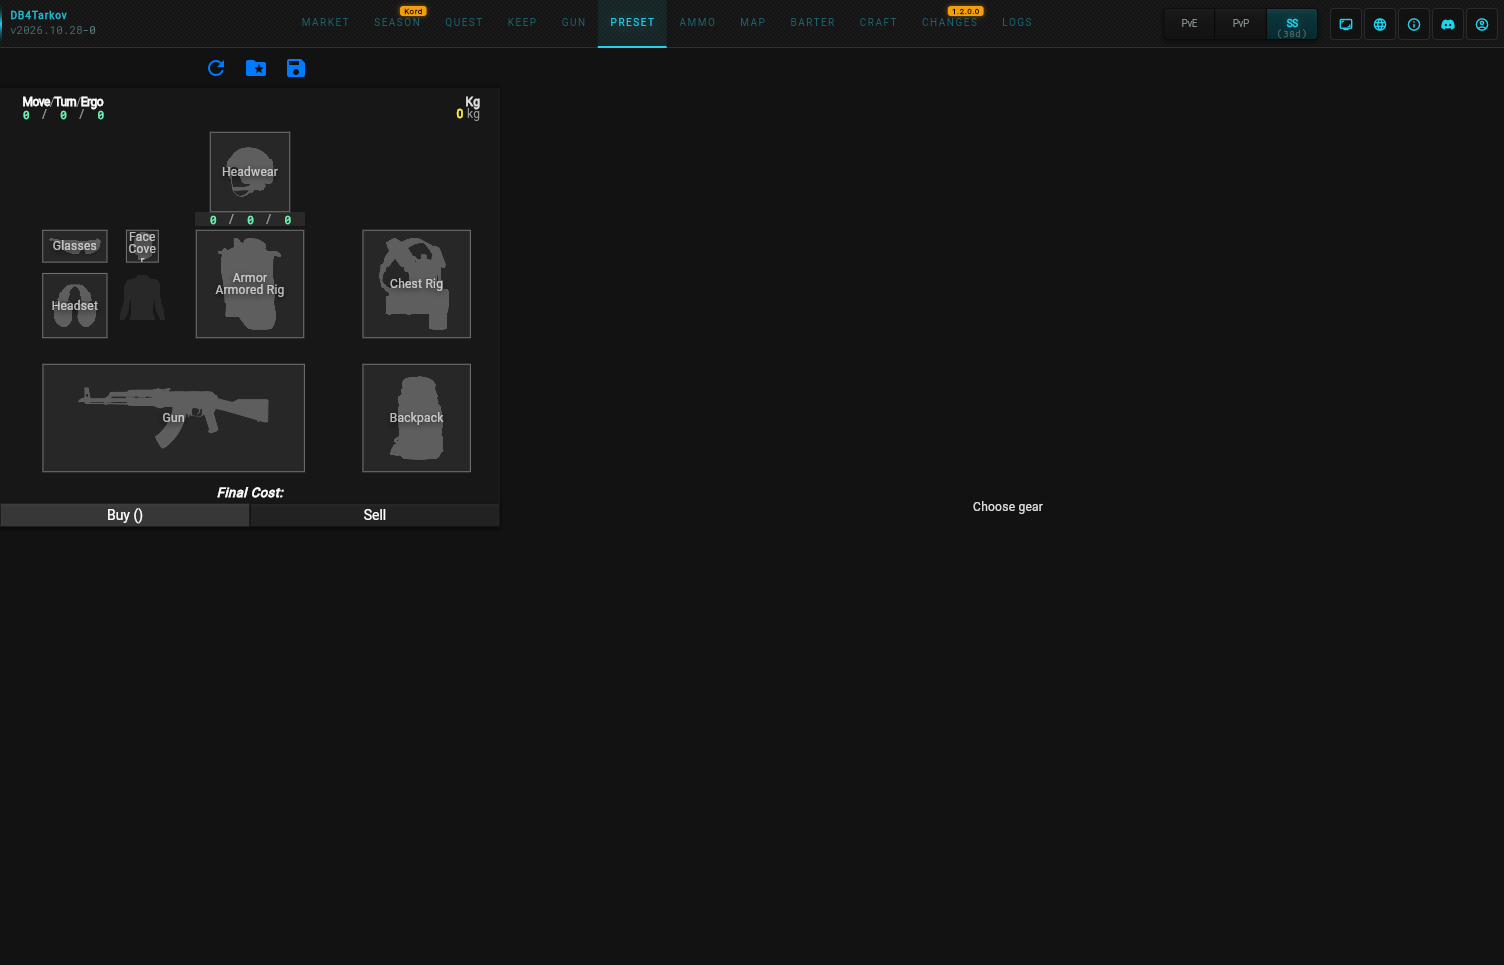 DB4Tarkov
v2026.10.28-0
MARKET
SEASON
Kord
QUEST
KEEP
GUN
PRESET
AMMO
MAP
BARTER
CRAFT
CHANGES
1.2.0.0
LOGS
PvE
PvP
SS
(38d)
Move/Turn/Ergo
0 / 0 / 0
Kg
0 kg
Headwear
0 / 0 / 0
Glasses
Face
Cove
r
Armor
Armored Rig
Chest Rig
Headset
Gun
Backpack
Final Cost:
Buy ()
Sell
Choose gear